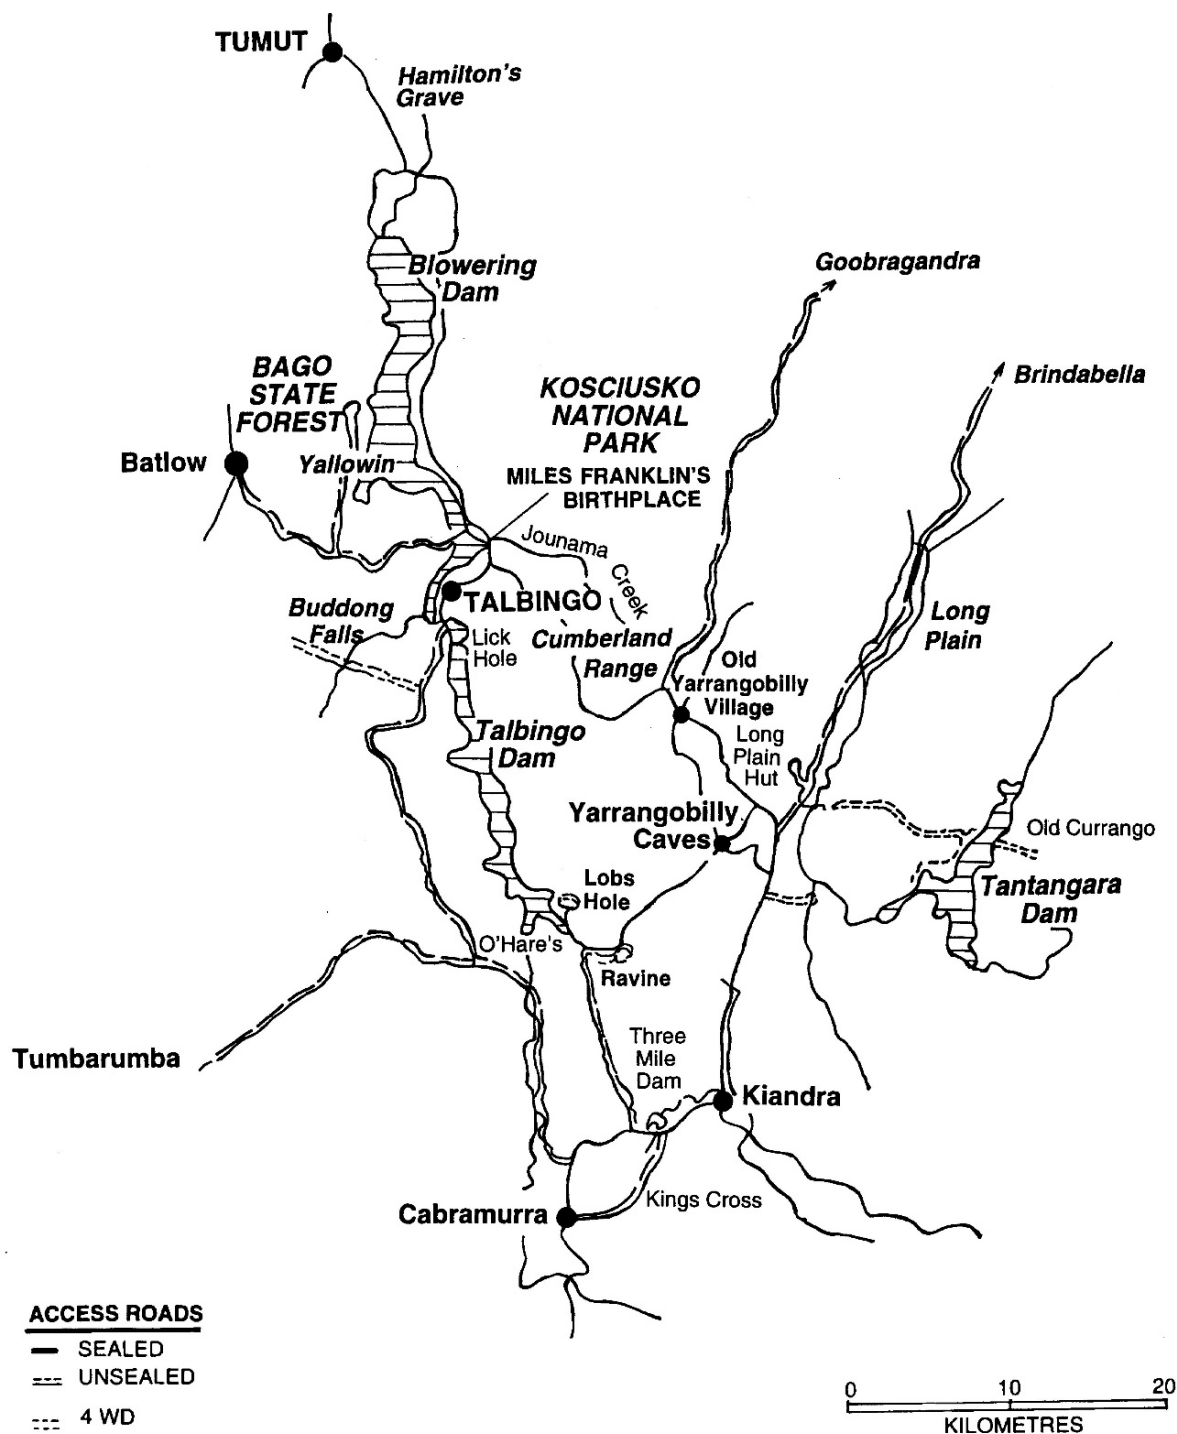 TUMUT
Hamilton's
Grave
Blowering
Dam
Goobragandra
BAGO
STATE
FOREST
KOSCIUSKO
NATIONAL
PARK
Brindabella
Batlow
Yallowin
MILES FRANKLIN'S
BIRTHPLACE
Jounama
Creek
TALBINGO
Buddong
Falls
Lick
Hole
Cumberland
Range
Long
Plain
Old
Yarrangobilly
Village
Talbingo
Dam
Long
Plain
Hut
Yarrangobilly
Caves
Old Currango
Lobs
Hole
Tantangara
Dam
O'Hare's
Ravine
Tumbarumba
Three
Mile
Dam
Kiandra
Kings Cross
Cabramurra
ACCESS ROADS
SEALED
UNSEALED
4 WD
0 10 20
KILOMETRES